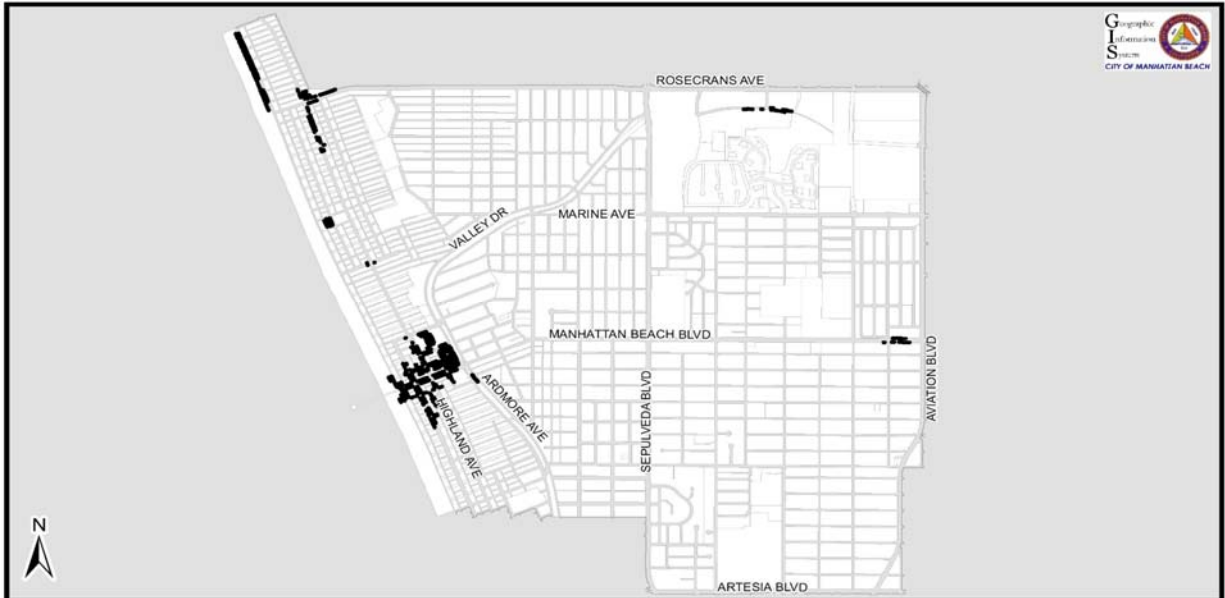 Geographic
Information
System
CITY OF MANHATTAN BEACH
ROSECRANS AVE
VALLEY DR
MARINE AVE
MANHATTAN BEACH BLVD
ARDMORE AVE
HIGHLAND AVE
SEPULVEDA BLVD
AVIATION BLVD
N
ARTESIA BLVD